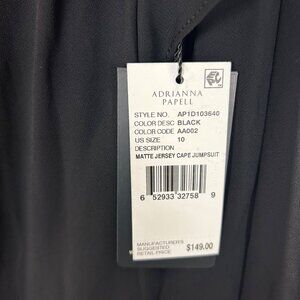 ADRIANNA
PAPELL
STYLE NO. AP1D103640
COLOR DESC BLACK
COLOR CODE AA002
US SIZE 10
DESCRIPTION
MATTE JERSEY CAPE JUMPSUIT
6 52933 32758 9
MANUFACTURER'S
SUGGESTED
RETAIL PRICE $149.00